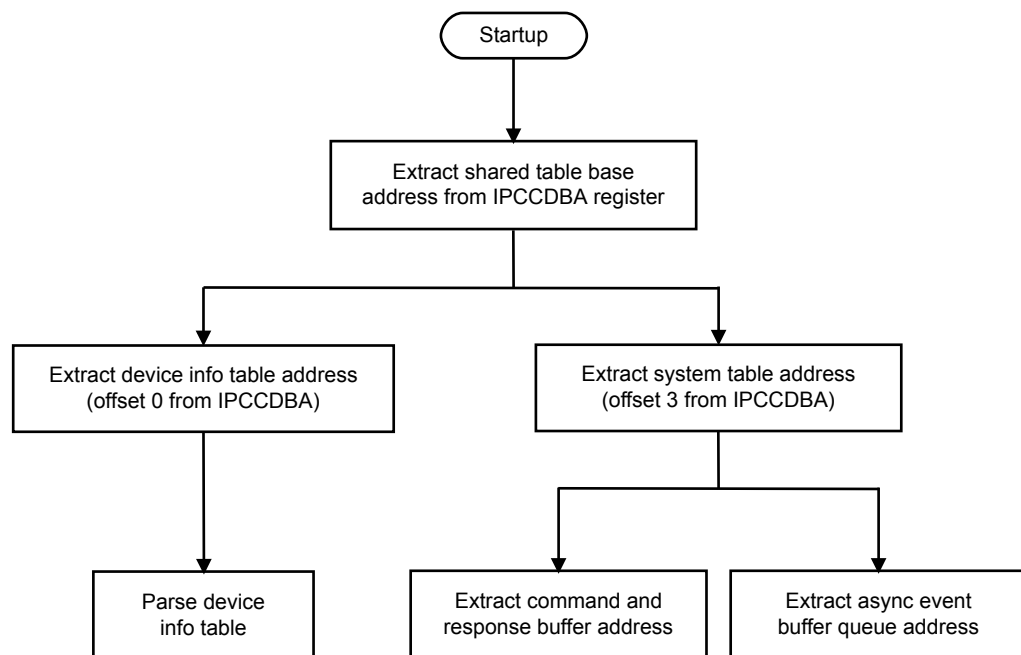 Startup
Extract shared table base
address from IPCCDBA register
Extract device info table address
(offset 0 from IPCCDBA)
Extract system table address
(offset 3 from IPCCDBA)
Parse device
info table
Extract command and
response buffer address
Extract async event
buffer queue address